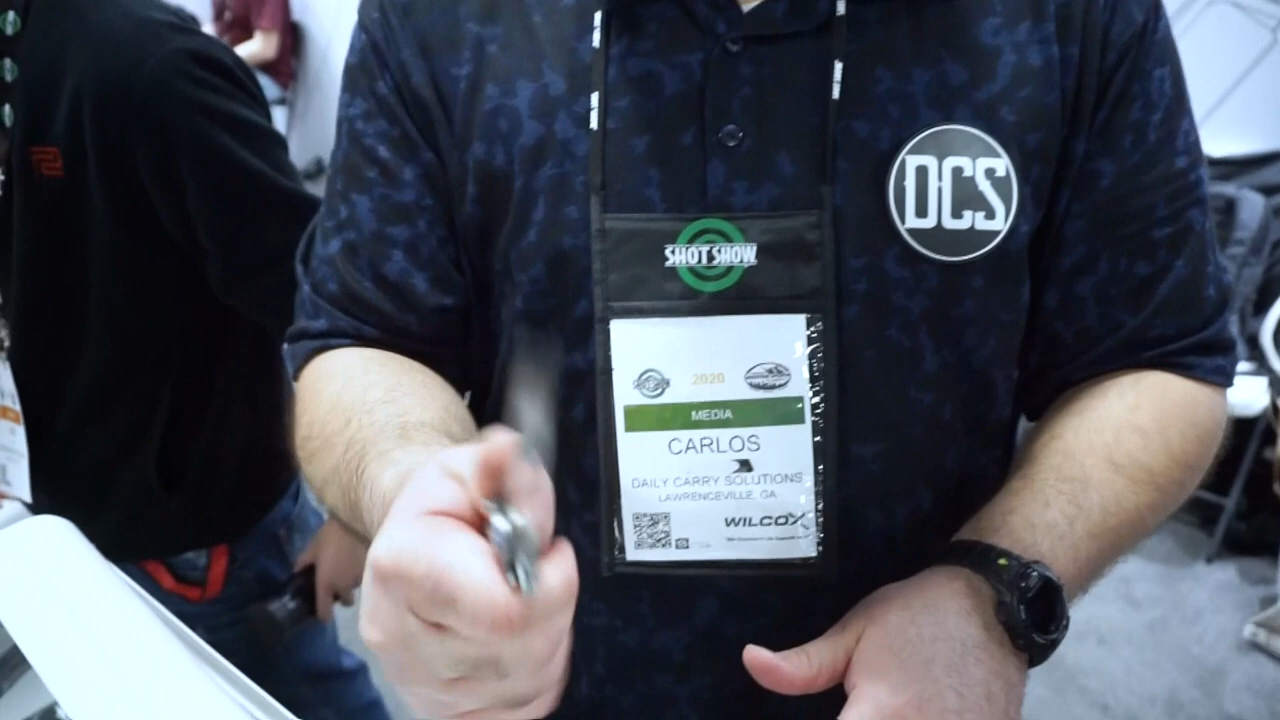 DCS
SHOT SHOW
2020
MEDIA
CARLOS
DAILY CARRY SOLUTIONS
LAWRENCEVILLE, GA
WILCOX